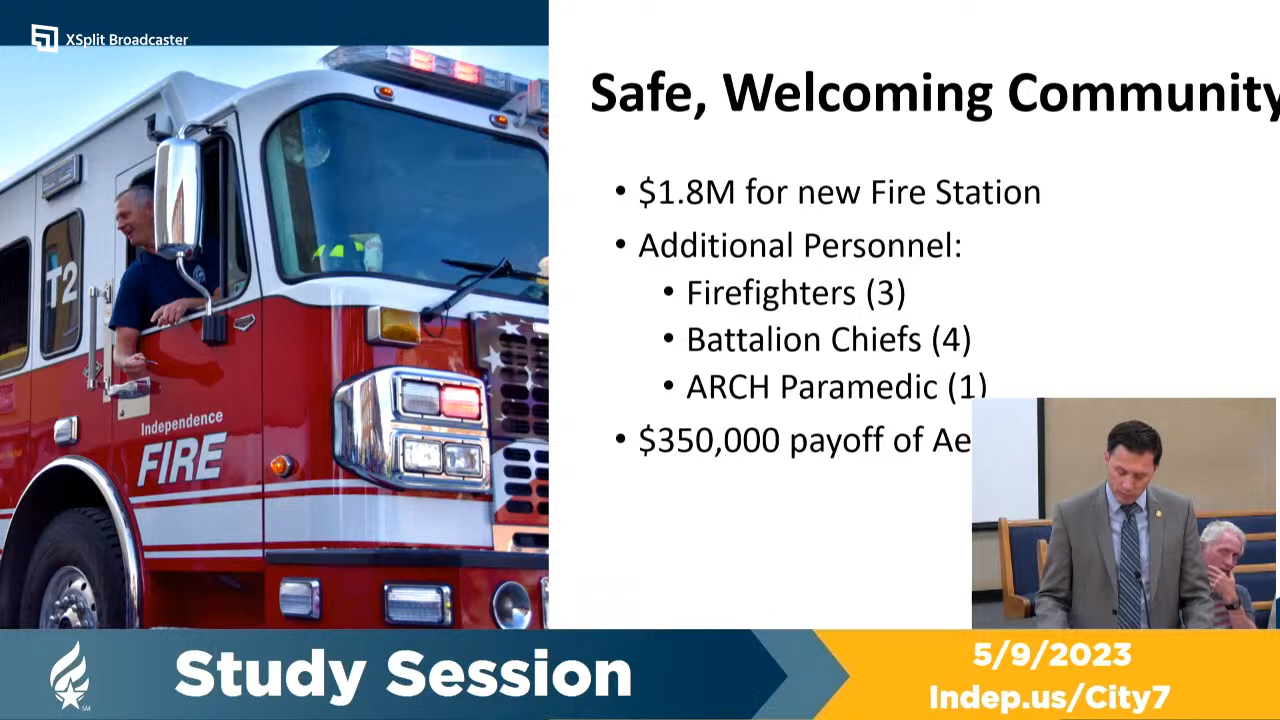 XSplit Broadcaster
Safe, Welcoming Community
• $1.8M for new Fire Station
• Additional Personnel:
• Firefighters (3)
• Battalion Chiefs (4)
• ARCH Paramedic (1)
• $350,000 payoff of Ae
T2
Independence
FIRE
Study Session
SM
5/9/2023
Indep.us/City7